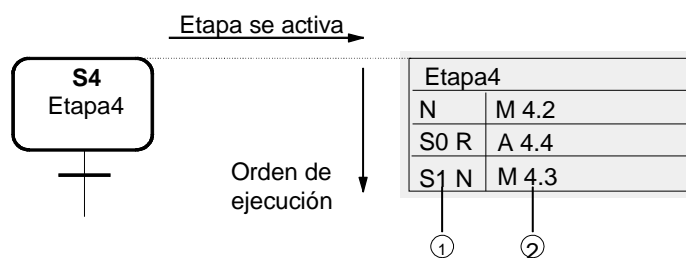 Etapa se activa
S4
Etapa4
Orden de
ejecución
Etapa4
N M 4.2
S0 R A 4.4
S1 N M 4.3
1 2